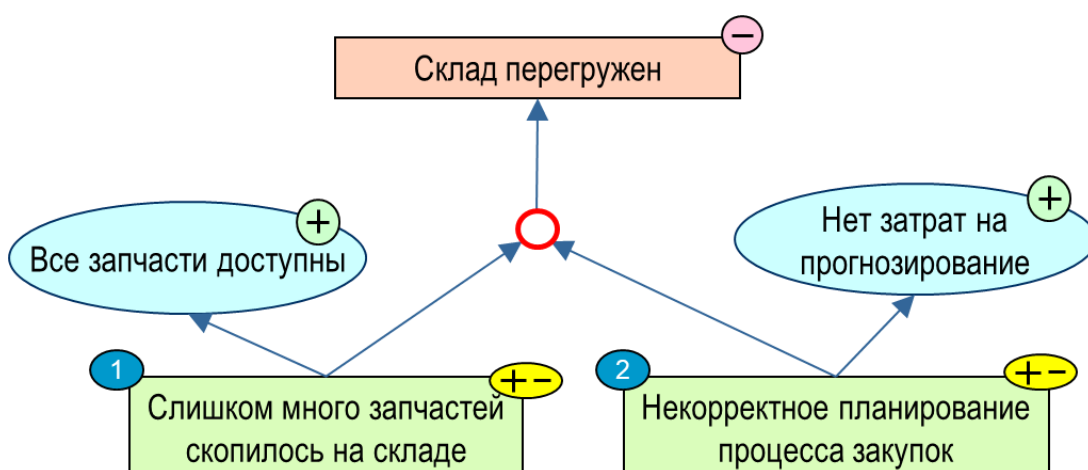 −
Склад перегружен
+
Все запчасти доступны
+
Нет затрат на
прогнозирование
1
+ −
Слишком много запчастей
скопилось на складе
2
+ −
Некорректное планирование
процесса закупок